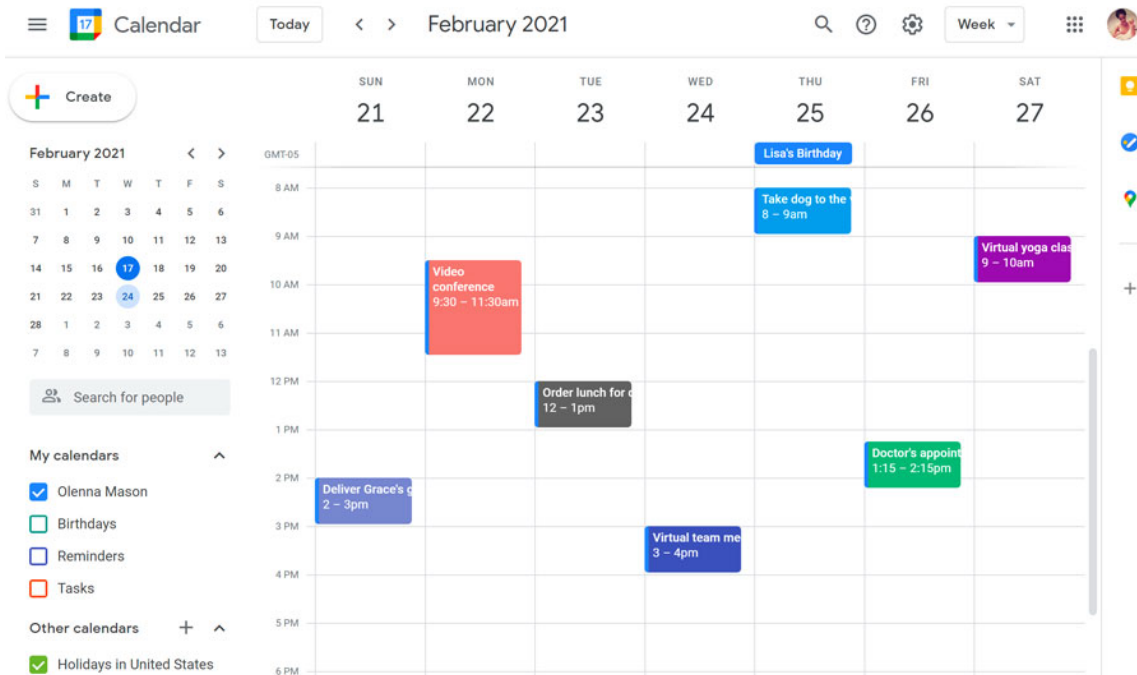 17 Calendar Today February 2021 Week
Create
February 2021
S M T W T F S
31 1 2 3 4 5 6
7 8 9 10 11 12 13
14 15 16 17 18 19 20
21 22 23 24 25 26 27
28 1 2 3 4 5 6
7 8 9 10 11 12 13
Search for people
My calendars
Olenna Mason
Birthdays
Reminders
Tasks
Other calendars
Holidays in United States
SUN MON TUE WED THU FRI SAT
21 22 23 24 25 26 27
GMT-05
Lisa's Birthday
8 AM
9 AM
10 AM
11 AM
12 PM
1 PM
2 PM
3 PM
4 PM
5 PM
6 PM
Deliver Grace's g
2 – 3pm
Video
conference
9:30 – 11:30am
Order lunch for
12 – 1pm
Virtual team me
3 – 4pm
Take dog to the
8 – 9am
Doctor's appoint
1:15 – 2:15pm
Virtual yoga clas
9 – 10am